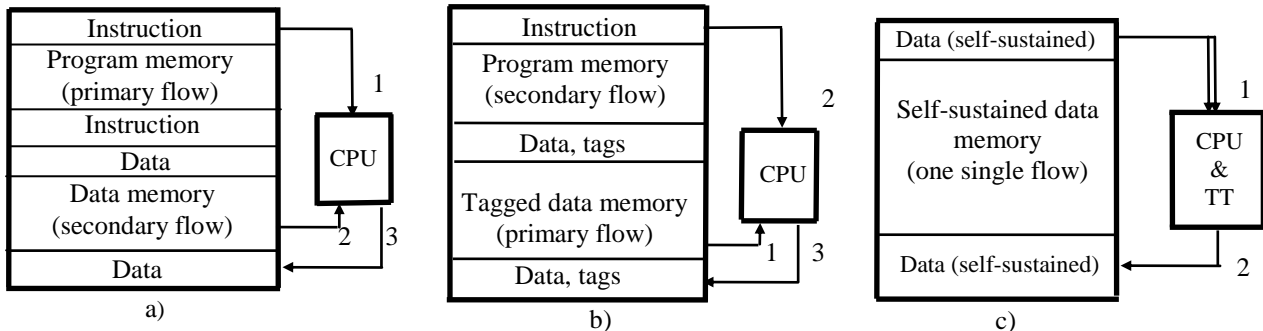 Instruction
Program memory
(primary flow)
Instruction
Data
Data memory
(secondary flow)
Data
1
CPU
2
3
a)
Instruction
Program memory
(secondary flow)
Data, tags
Tagged data memory
(primary flow)
Data, tags
2
CPU
1
3
b)
Data (self-sustained)
Self-sustained data
memory
(one single flow)
Data (self-sustained)
1
CPU
&
TT
2
c)